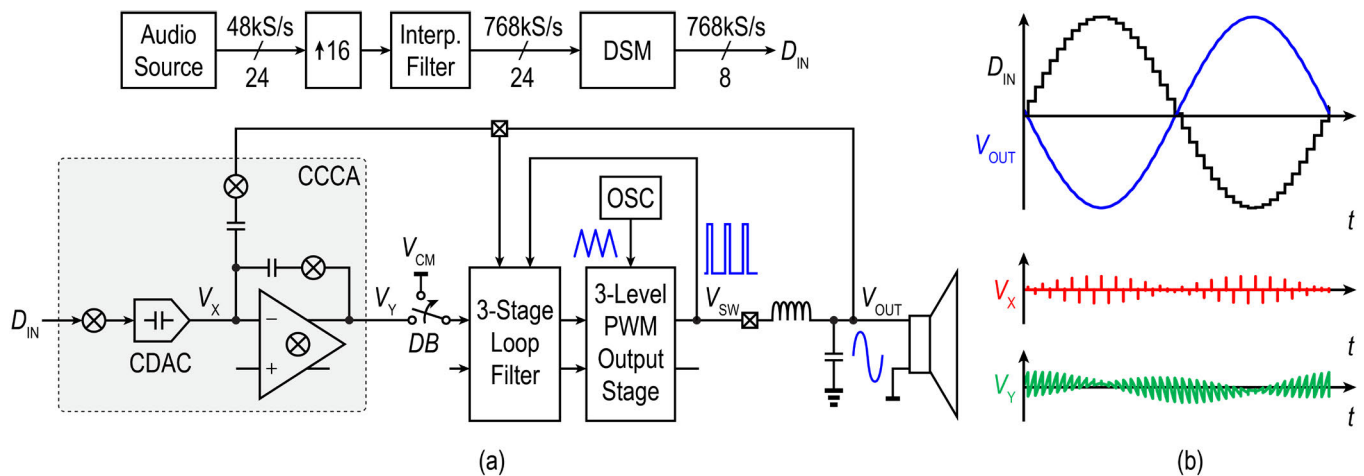 Audio Source
48kS/s
24
↑16
Interp. Filter
768kS/s
24
DSM
768kS/s
8
D_IN
CCCA
D_IN
CDAC
V_X
−
+
V_Y
V_CM
DB
3-Stage Loop Filter
OSC
3-Level PWM Output Stage
V_SW
V_OUT
(a)
D_IN
V_OUT
t
V_X
t
V_Y
t
(b)